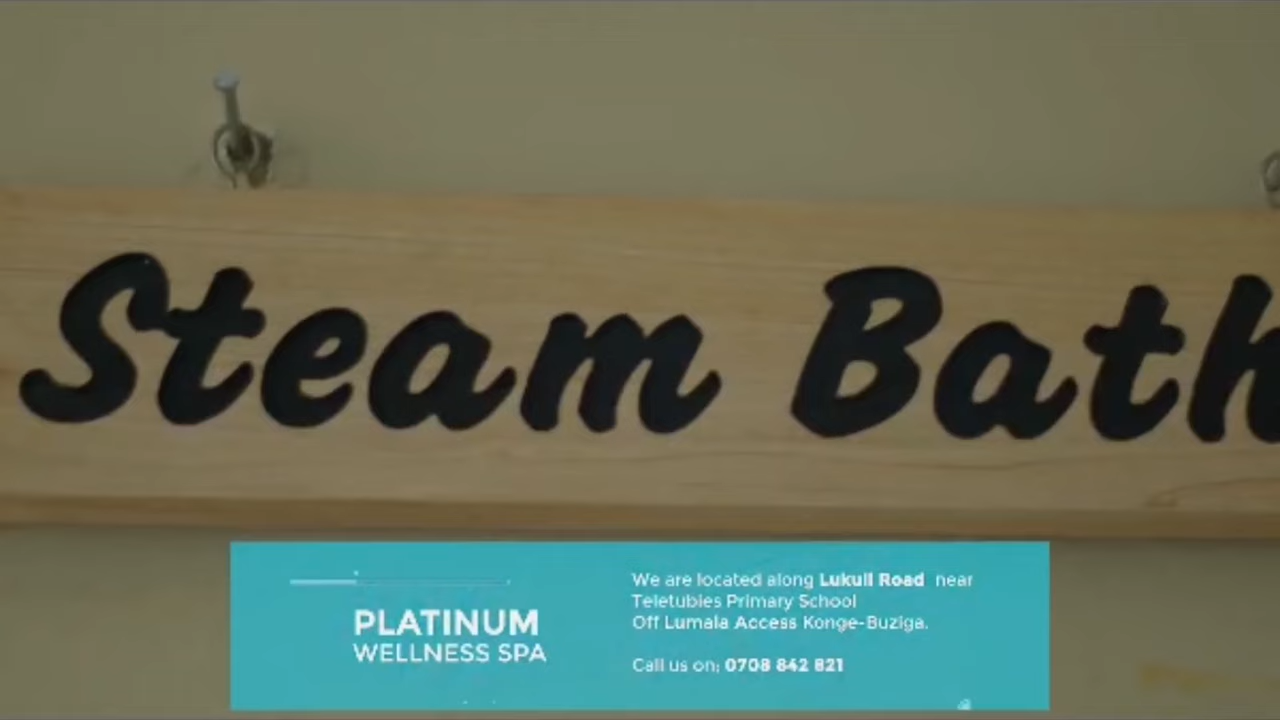 Steam Bath
PLATINUM
WELLNESS SPA
We are located along Lukuli Road near
Teletubies Primary School
Off Lumala Access Konge-Buziga.
Call us on; 0708 842 821